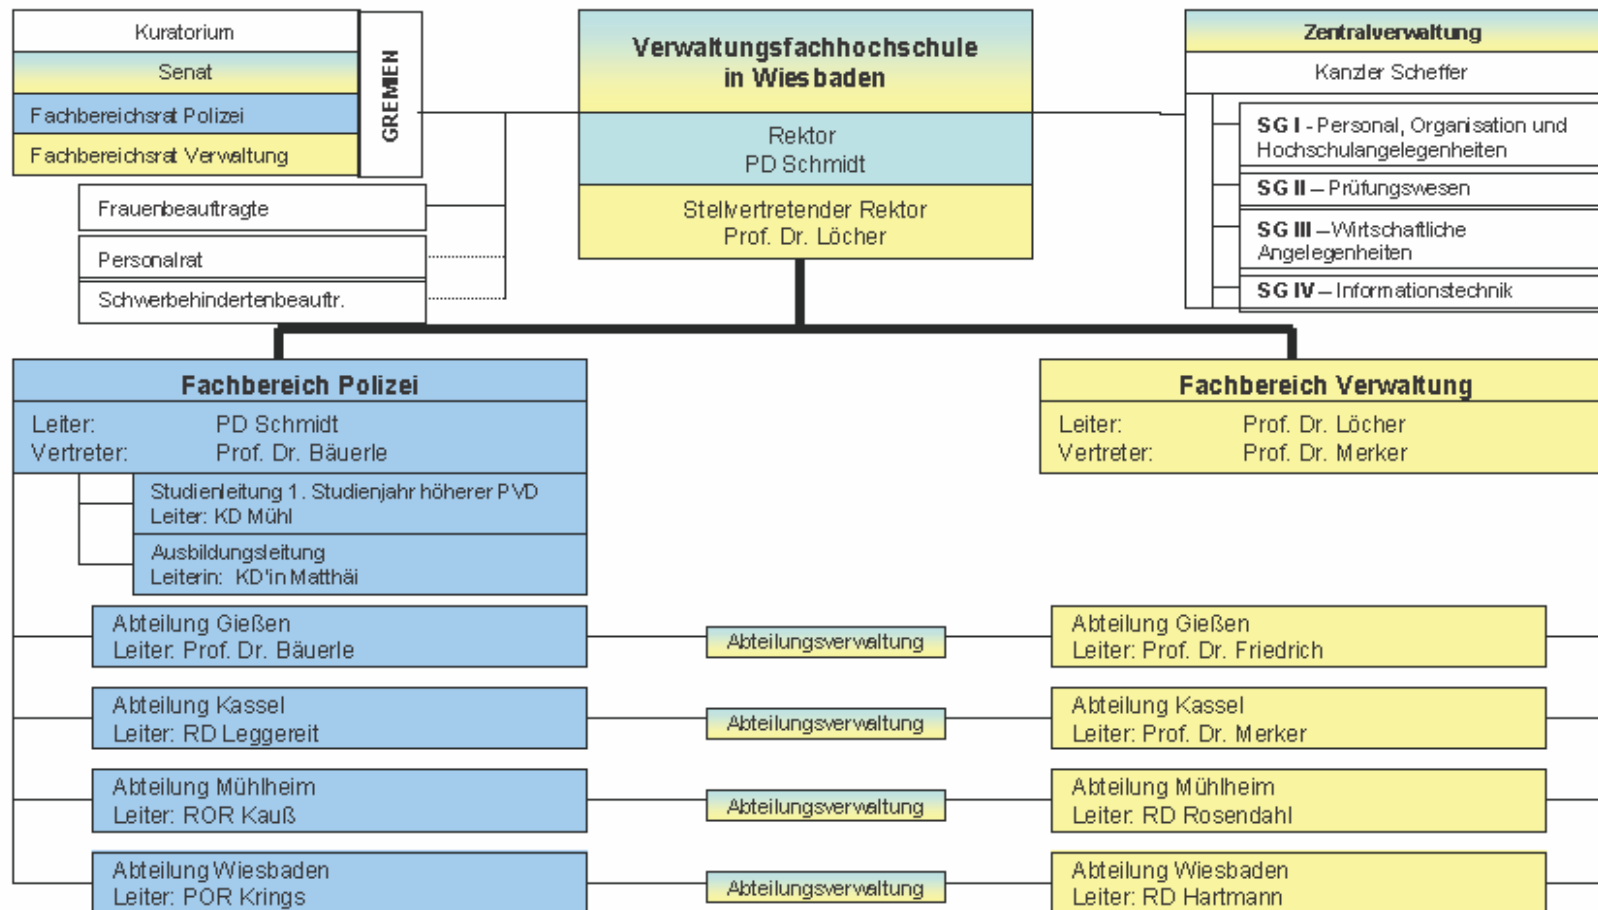 Kuratorium
Senat
Fachbereichsrat Polizei
Fachbereichsrat Verwaltung
GREMIEN
Frauenbeauftragte
Personalrat
Schwerbehindertenbeauftr.
Verwaltungsfachhochschule
in Wiesbaden
Rektor
PD Schmidt
Stellvertretender Rektor
Prof. Dr. Löcher
Zentralverwaltung
Kanzler Scheffer
SG I - Personal, Organisation und
Hochschulangelegenheiten
SG II – Prüfungswesen
SG III – Wirtschaftliche
Angelegenheiten
SG IV – Informationstechnik
Fachbereich Polizei
Leiter: PD Schmidt
Vertreter: Prof. Dr. Bäuerle
Studienleitung 1. Studienjahr höherer PVD
Leiter: KD Mühl
Ausbildungsleitung
Leiterin: KD'in Matthäi
Fachbereich Verwaltung
Leiter: Prof. Dr. Löcher
Vertreter: Prof. Dr. Merker
Abteilung Gießen
Leiter: Prof. Dr. Bäuerle
Abteilungsverwaltung
Abteilung Gießen
Leiter: Prof. Dr. Friedrich
Abteilung Kassel
Leiter: RD Leggereit
Abteilungsverwaltung
Abteilung Kassel
Leiter: Prof. Dr. Merker
Abteilung Mühlheim
Leiter: ROR Kauß
Abteilungsverwaltung
Abteilung Mühlheim
Leiter: RD Rosendahl
Abteilung Wiesbaden
Leiter: POR Krings
Abteilungsverwaltung
Abteilung Wiesbaden
Leiter: RD Hartmann